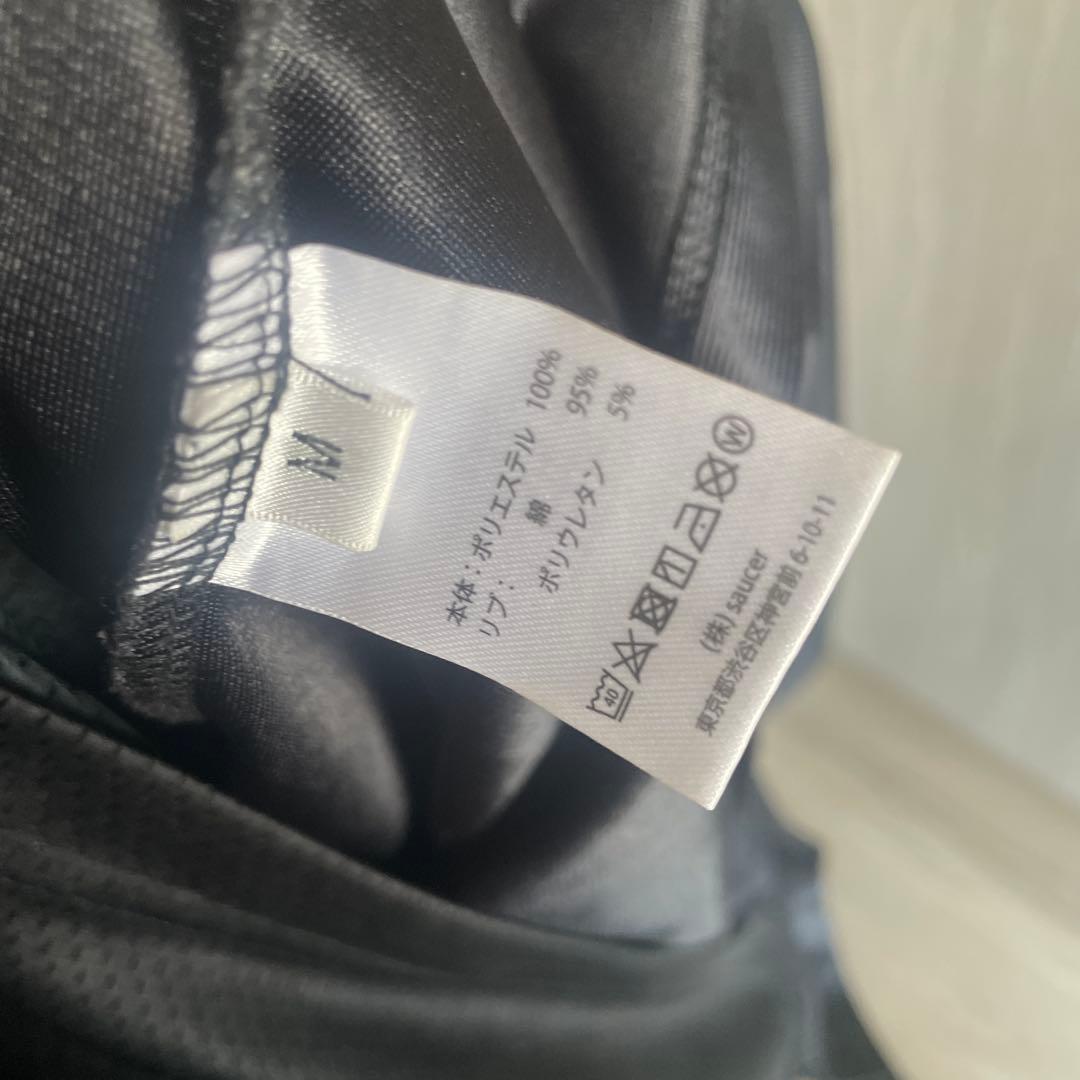 M
本体：ポリエステル 100%
リブ： 綿 95%
ポリウレタン 5%
40 W
(株) saucer
東京都渋谷区神宮前 6-10-11